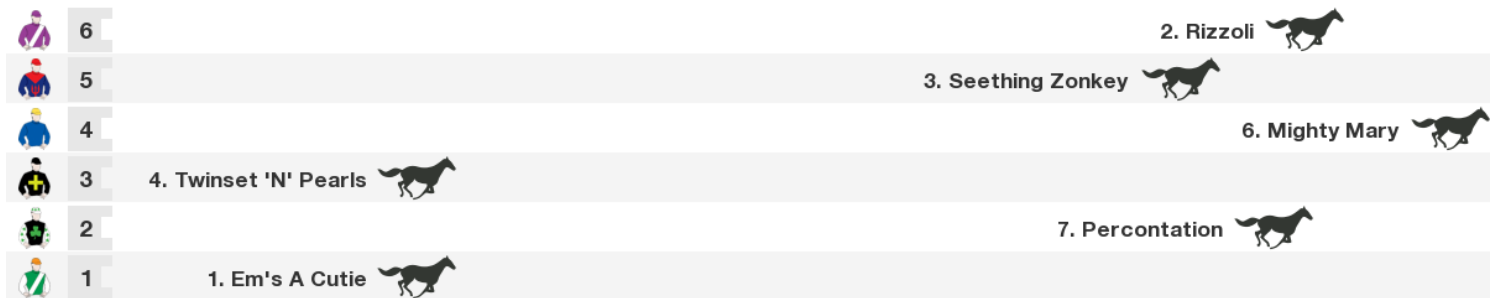 6 2. Rizzoli
5 3. Seething Zonkey
4 6. Mighty Mary
3 4. Twinset 'N' Pearls
2 7. Percontation
1 1. Em's A Cutie